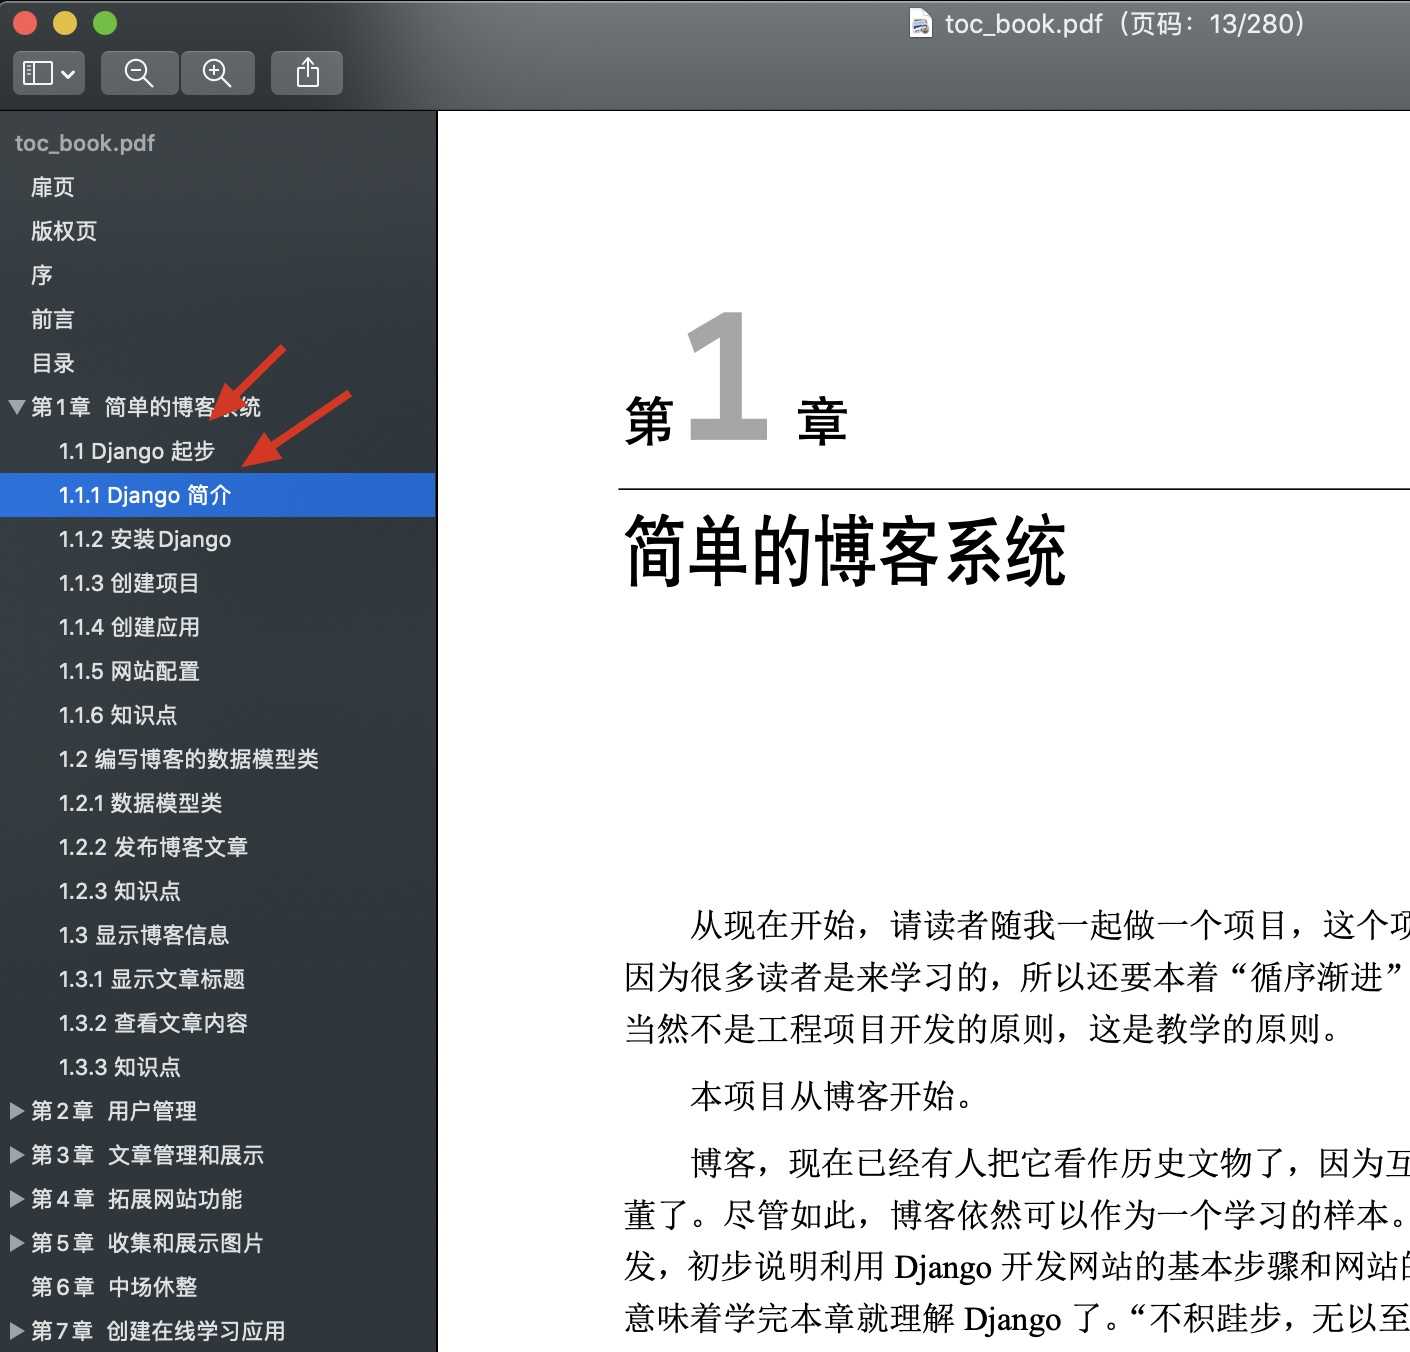 toc_book.pdf（页码：13/280）
toc_book.pdf
扉页
版权页
序
前言
目录
第1章 简单的博客系统
1.1 Django 起步
1.1.1 Django 简介
1.1.2 安装Django
1.1.3 创建项目
1.1.4 创建应用
1.1.5 网站配置
1.1.6 知识点
1.2 编写博客的数据模型类
1.2.1 数据模型类
1.2.2 发布博客文章
1.2.3 知识点
1.3 显示博客信息
1.3.1 显示文章标题
1.3.2 查看文章内容
1.3.3 知识点
第2章 用户管理
第3章 文章管理和展示
第4章 拓展网站功能
第5章 收集和展示图片
第6章 中场休整
第7章 创建在线学习应用
第1章
简单的博客系统
从现在开始，请读者随我一起做一个项目，这个项
因为很多读者是来学习的，所以还要本着“循序渐进”
当然不是工程项目开发的原则，这是教学的原则。
本项目从博客开始。
博客，现在已经有人把它看作历史文物了，因为互
董了。尽管如此，博客依然可以作为一个学习的样本。
发，初步说明利用 Django 开发网站的基本步骤和网站的
意味着学完本章就理解 Django 了。“不积跬步，无以至